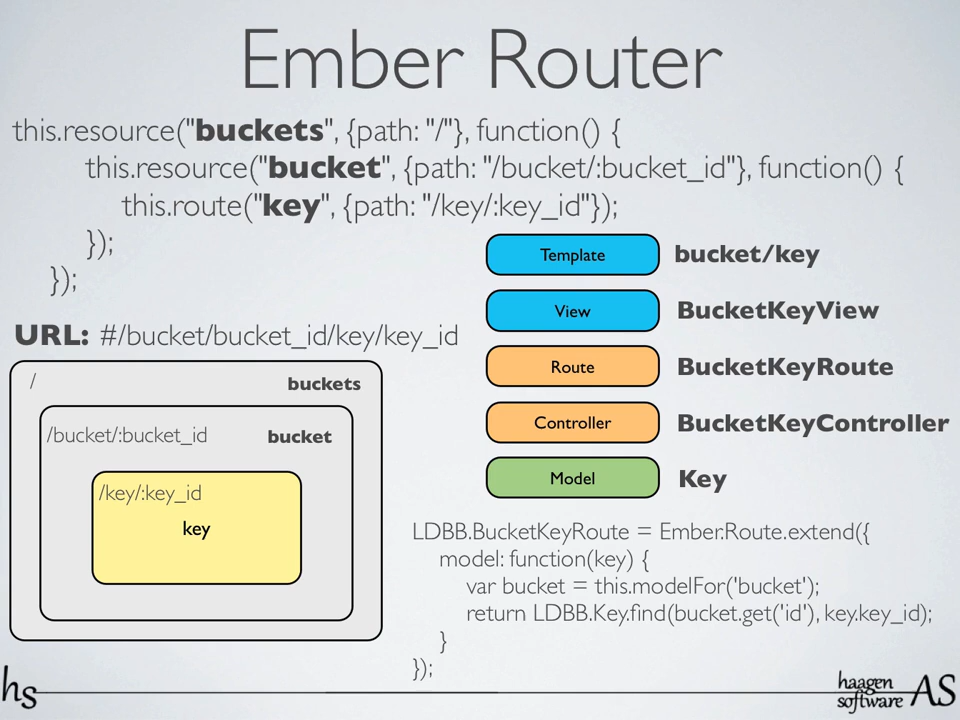 Ember Router
this.resource("buckets", {path: "/"}, function() {
this.resource("bucket", {path: "/bucket/:bucket_id"}, function() {
this.route("key", {path: "/key/:key_id"});
});
});
URL: #/bucket/bucket_id/key/key_id
/ buckets
/bucket/:bucket_id bucket
/key/:key_id
key
Template bucket/key
View BucketKeyView
Route BucketKeyRoute
Controller BucketKeyController
Model Key
LDBB.BucketKeyRoute = Ember.Route.extend({
model: function(key) {
var bucket = this.modelFor('bucket');
return LDBB.Key.find(bucket.get('id'), key.key_id);
}
});
hs
haagen
software AS